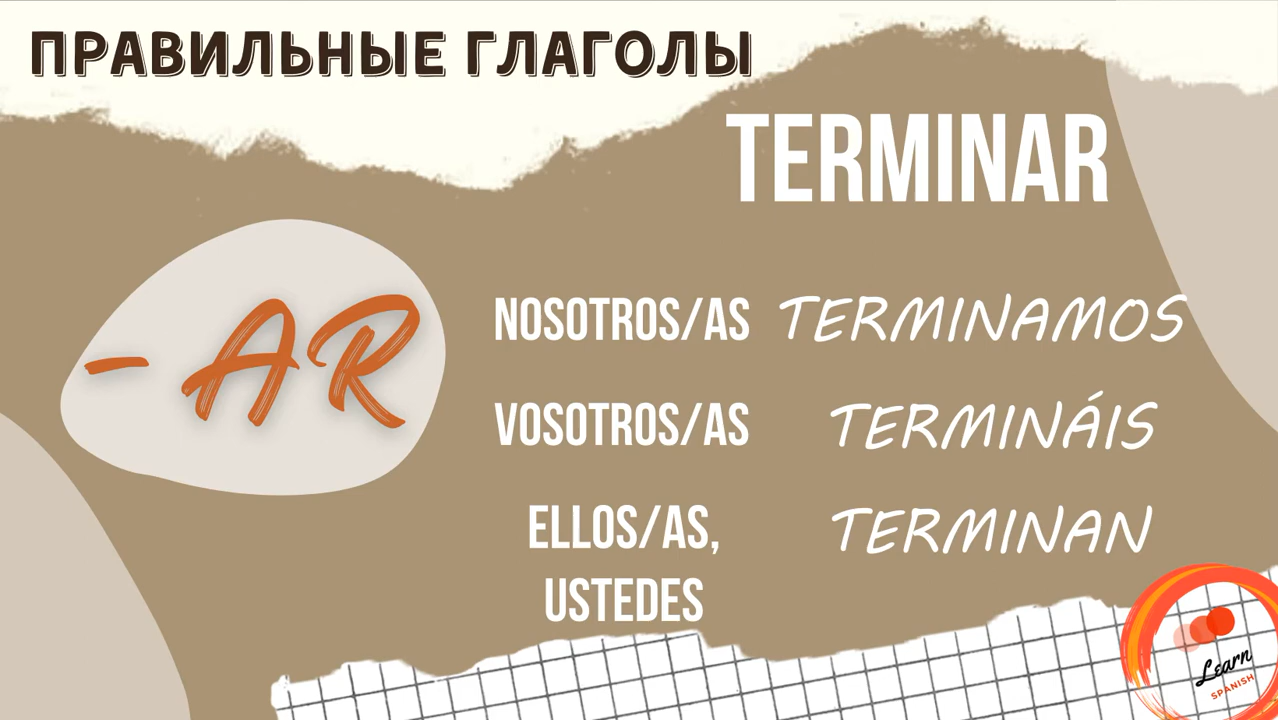 ПРАВИЛЬНЫЕ ГЛАГОЛЫ
TERMINAR
- AR
NOSOTROS/AS TERMINAMOS
VOSOTROS/AS TERMINÁIS
ELLOS/AS, TERMINAN
USTEDES
Learn
SPANISH